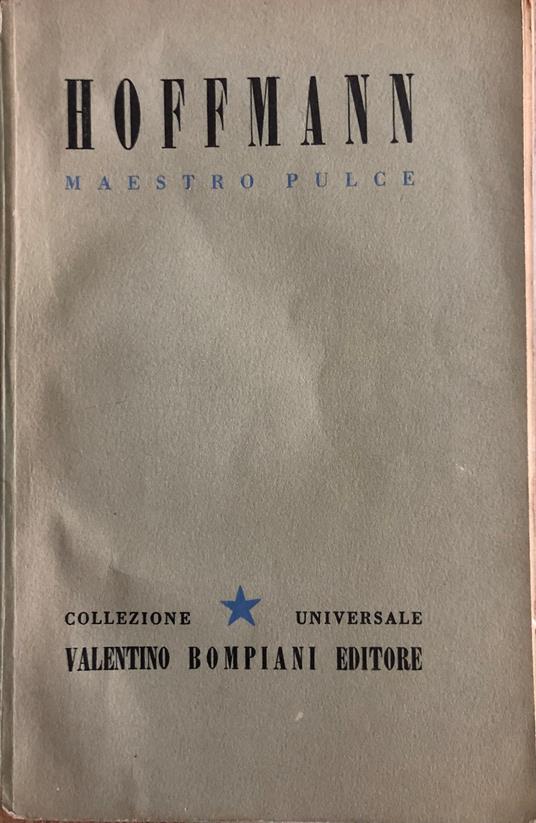 HOFFMANN
MAESTRO PULCE
COLLEZIONE UNIVERSALE
VALENTINO BOMPIANI EDITORE